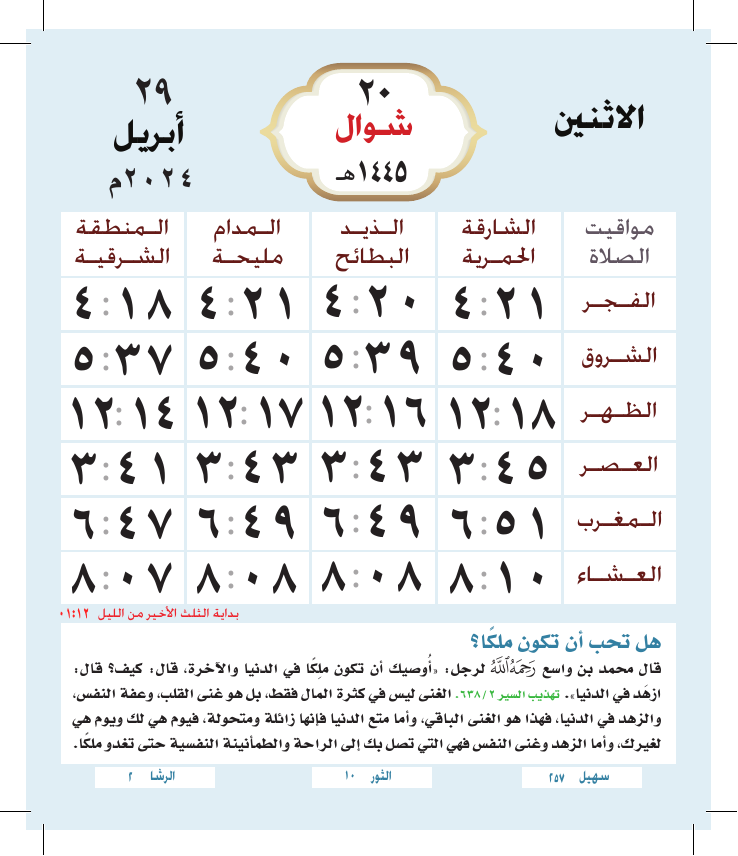 الاثنين
٢٠
شوال
١٤٤٥هـ
٢٩
أبريل
٢٠٢٤م
مواقيت الشارقة الـذيـد المدام المنطقة
الصلاة الحمرية البطائح مليحة الشرقية
الفجر ٤:٢١ ٤:٢٠ ٤:٢١ ٤:١٨
الشروق ٥:٤٠ ٥:٣٩ ٥:٤٠ ٥:٣٧
الظهر ١٢:١٨ ١٢:١٦ ١٢:١٧ ١٢:١٤
العصر ٣:٤٥ ٣:٤٣ ٣:٤٣ ٣:٤١
المغرب ٦:٥١ ٦:٤٩ ٦:٤٩ ٦:٤٧
العشاء ٨:١٠ ٨:٠٨ ٨:٠٨ ٨:٠٧
بداية الثلث الأخير من الليل ٠١:١٢
هل تحب أن تكون ملكًا؟
قال محمد بن واسع رَحِمَهُ اللَّهُ لرجل: «أُوصيك أن تكون ملِكًا في الدنيا والآخرة، قال: كيف؟ قال:
ازهَد في الدنيا». تهذيب السير ٦٣٨/٢. الغنى ليس في كثرة المال فقط، بل هو غنى القلب، وعفة النفس،
والزهد في الدنيا، فهذا هو الغنى الباقي، وأما متع الدنيا فإنها زائلة ومتحولة، فيوم هي لك ويوم هي
لغيرك، وأما الزهد وغنى النفس فهي التي تصل بك إلى الراحة والطمأنينة النفسية حتى تغدو ملكًا.
سهيل ٢٥٧ الثور ١٠ الرشا ٢